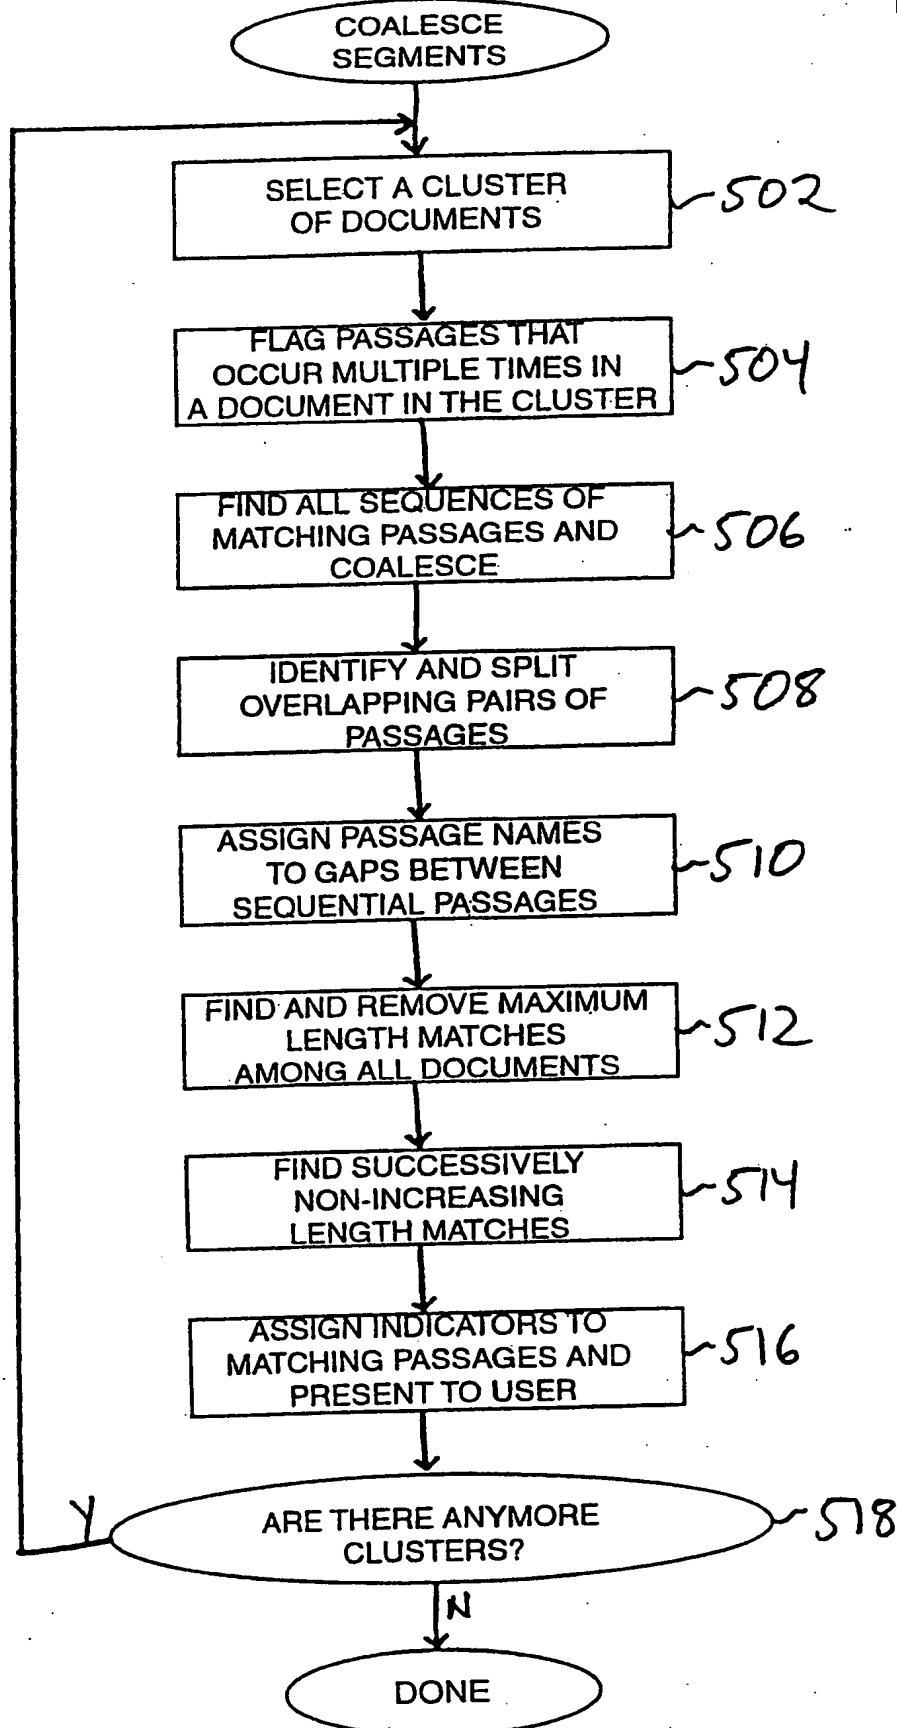 COALESCE
SEGMENTS
SELECT A CLUSTER
OF DOCUMENTS
502
FLAG PASSAGES THAT
OCCUR MULTIPLE TIMES IN
A DOCUMENT IN THE CLUSTER
504
FIND ALL SEQUENCES OF
MATCHING PASSAGES AND
COALESCE
506
IDENTIFY AND SPLIT
OVERLAPPING PAIRS OF
PASSAGES
508
ASSIGN PASSAGE NAMES
TO GAPS BETWEEN
SEQUENTIAL PASSAGES
510
FIND AND REMOVE MAXIMUM
LENGTH MATCHES
AMONG ALL DOCUMENTS
512
FIND SUCCESSIVELY
NON-INCREASING
LENGTH MATCHES
514
ASSIGN INDICATORS TO
MATCHING PASSAGES AND
PRESENT TO USER
516
Y
ARE THERE ANYMORE
CLUSTERS?
518
N
DONE